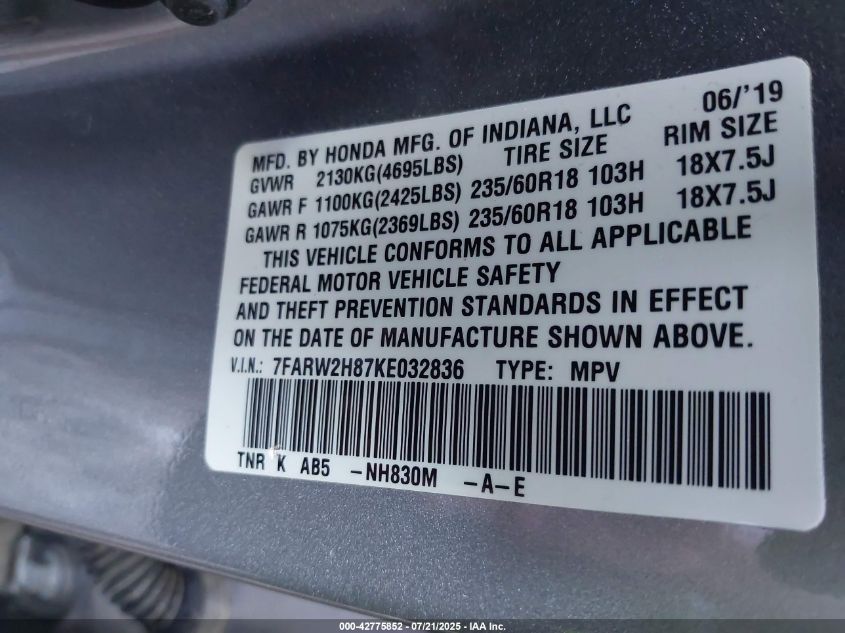 06/'19
MFD. BY HONDA MFG. OF INDIANA, LLC
GVWR 2130KG(4695LBS) TIRE SIZE RIM SIZE
GAWR F 1100KG(2425LBS) 235/60R18 103H 18X7.5J
GAWR R 1075KG(2369LBS) 235/60R18 103H 18X7.5J
THIS VEHICLE CONFORMS TO ALL APPLICABLE
FEDERAL MOTOR VEHICLE SAFETY
AND THEFT PREVENTION STANDARDS IN EFFECT
ON THE DATE OF MANUFACTURE SHOWN ABOVE.
V.I.N.: 7FARW2H87KE032836 TYPE: MPV
TNR K AB5 -NH830M -A-E
000-42775852 - 07/21/2025 - IAA Inc.